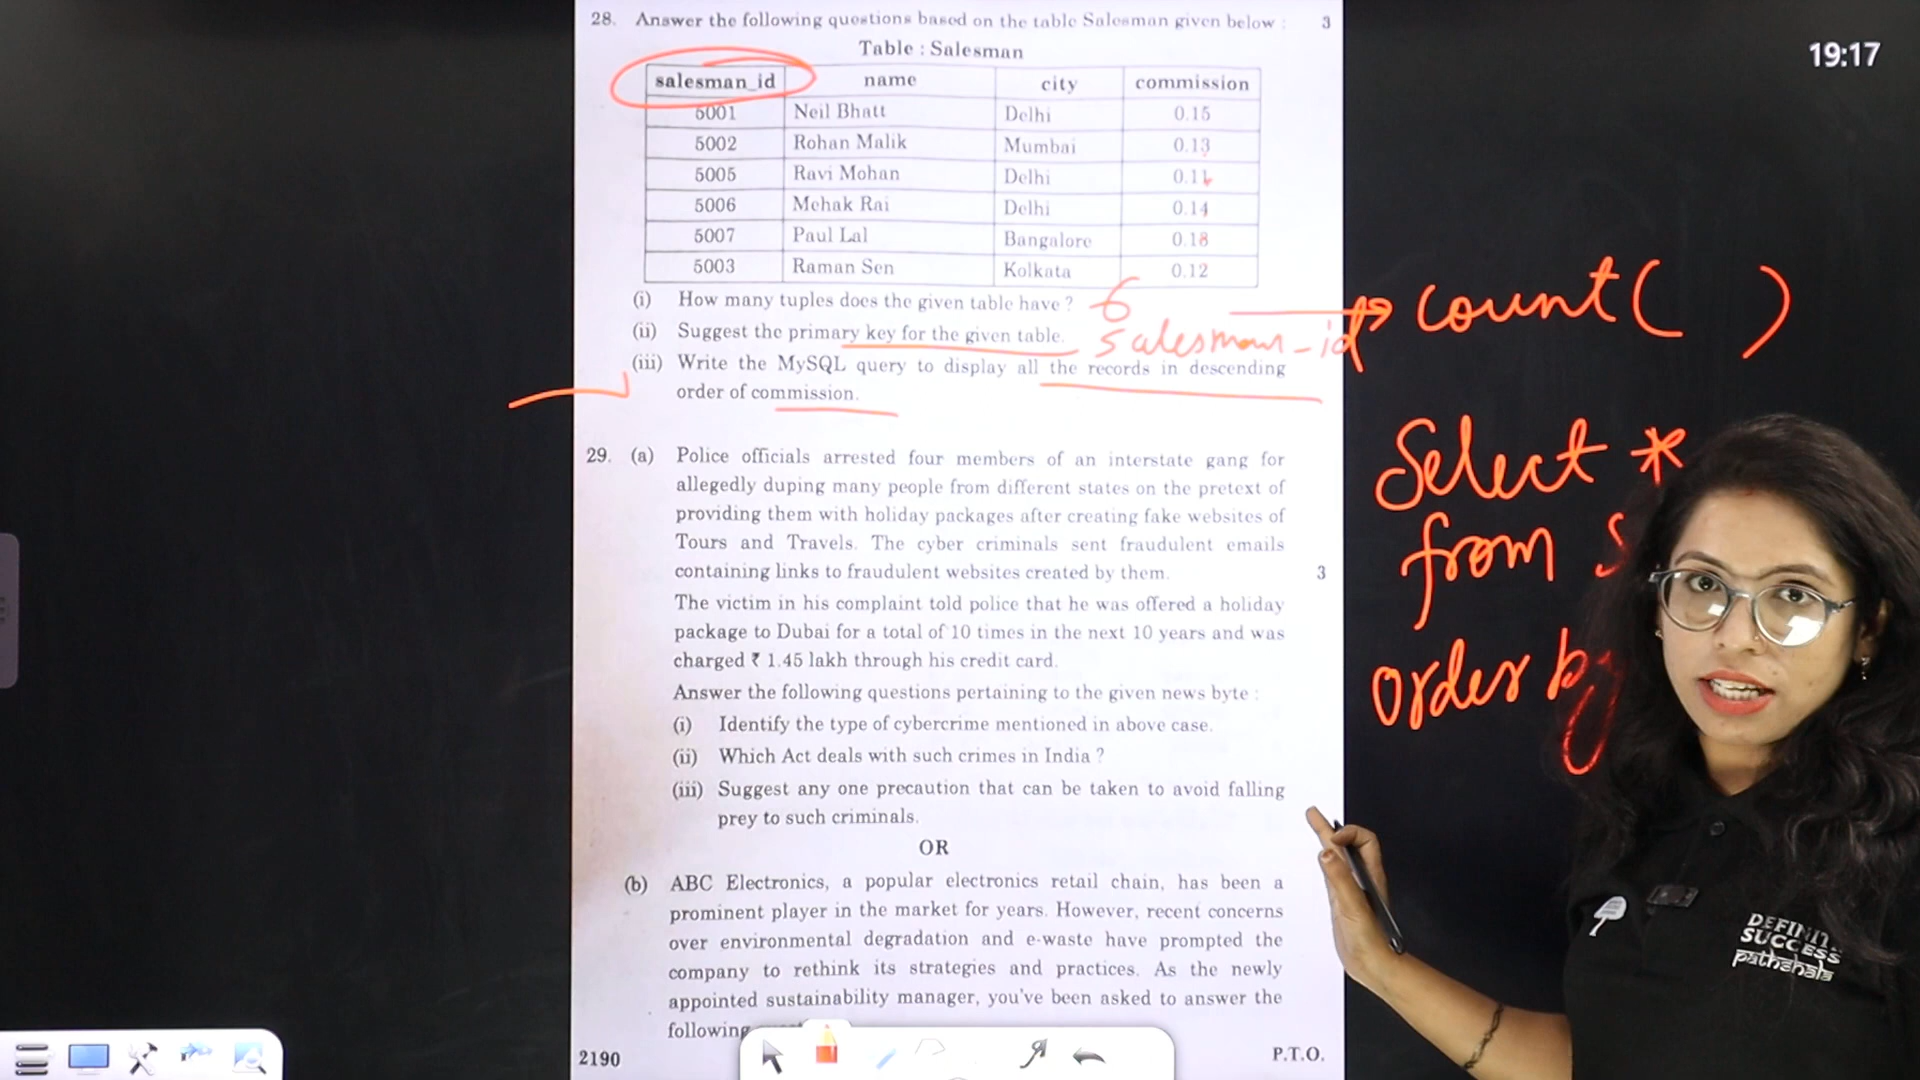 19:17
28. Answer the following questions based on the table Salesman given below : 3
Table : Salesman
salesman_id name city commission
5001 Neil Bhatt Delhi 0.15
5002 Rohan Malik Mumbai 0.13
5005 Ravi Mohan Delhi 0.11
5006 Mehak Rai Delhi 0.14
5007 Paul Lal Bangalore 0.18
5003 Raman Sen Kolkata 0.12
(i) How many tuples does the given table have ? 6
count( )
(ii) Suggest the primary key for the given table. salesman_id
(iii) Write the MySQL query to display all the records in descending
order of commission.
Select *
from s
order by
29. (a) Police officials arrested four members of an interstate gang for
allegedly duping many people from different states on the pretext of
providing them with holiday packages after creating fake websites of
Tours and Travels. The cyber criminals sent fraudulent emails
containing links to fraudulent websites created by them. 3
The victim in his complaint told police that he was offered a holiday
package to Dubai for a total of 10 times in the next 10 years and was
charged ₹ 1.45 lakh through his credit card.
Answer the following questions pertaining to the given news byte :
(i) Identify the type of cybercrime mentioned in above case.
(ii) Which Act deals with such crimes in India ?
(iii) Suggest any one precaution that can be taken to avoid falling
prey to such criminals.
OR
(b) ABC Electronics, a popular electronics retail chain, has been a
prominent player in the market for years. However, recent concerns
over environmental degradation and e-waste have prompted the
company to rethink its strategies and practices. As the newly
appointed sustainability manager, you've been asked to answer the
following
2190 P.T.O.
SUCCESS
pathshala